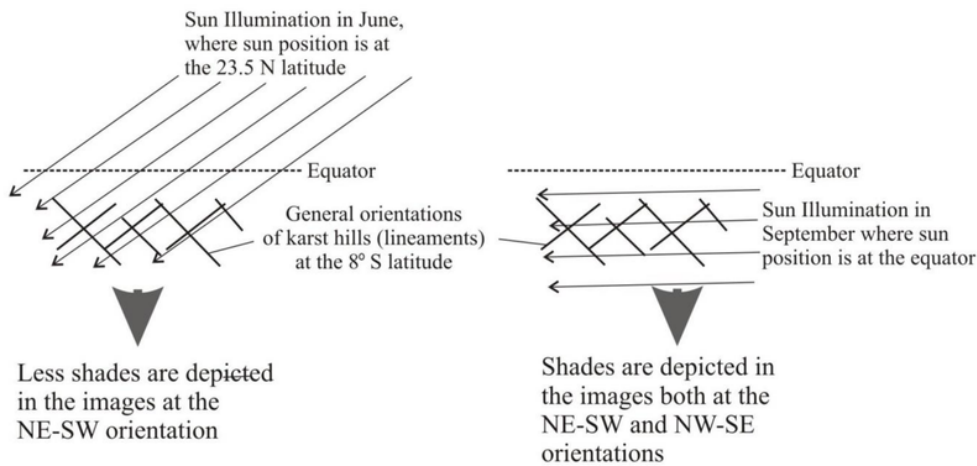 Sun Illumination in June,
where sun position is at
the 23.5 N latitude
Equator
General orientations
of karst hills (lineaments)
at the 8° S latitude
Less shades are depicted
in the images at the
NE-SW orientation
Equator
Sun Illumination in
September where sun
position is at the equator
Shades are depicted in
the images both at the
NE-SW and NW-SE
orientations